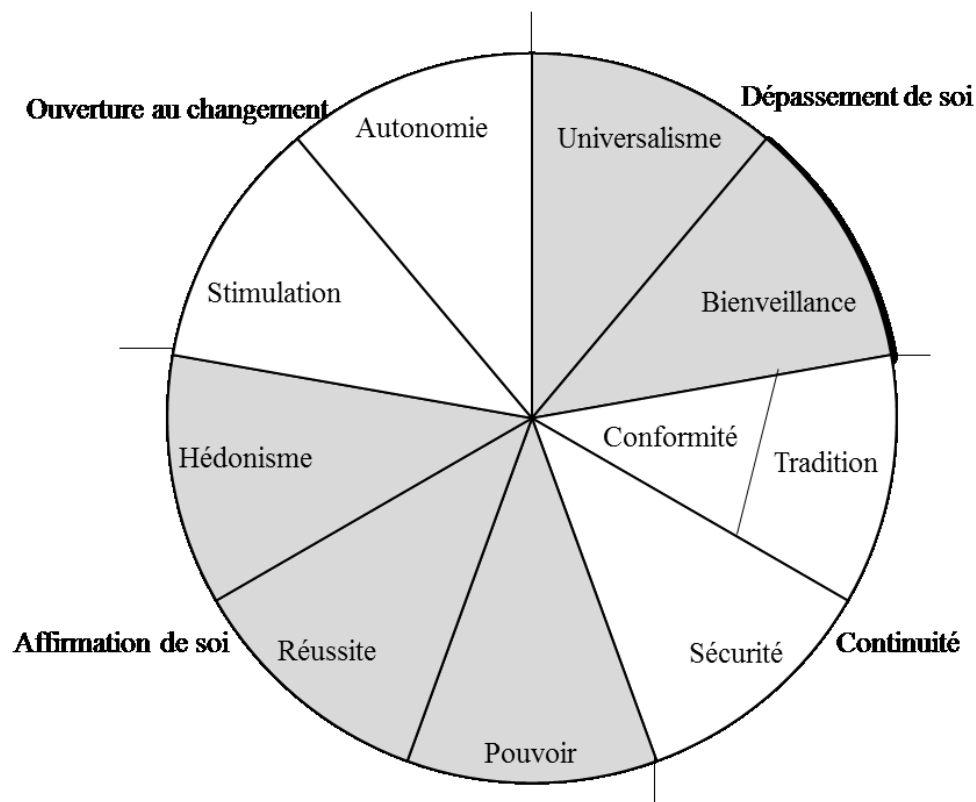 Ouverture au changement
Dépassement de soi
Autonomie
Universalisme
Stimulation
Bienveillance
Hédonisme
Conformité
Tradition
Affirmation de soi
Réussite
Sécurité
Continuité
Pouvoir